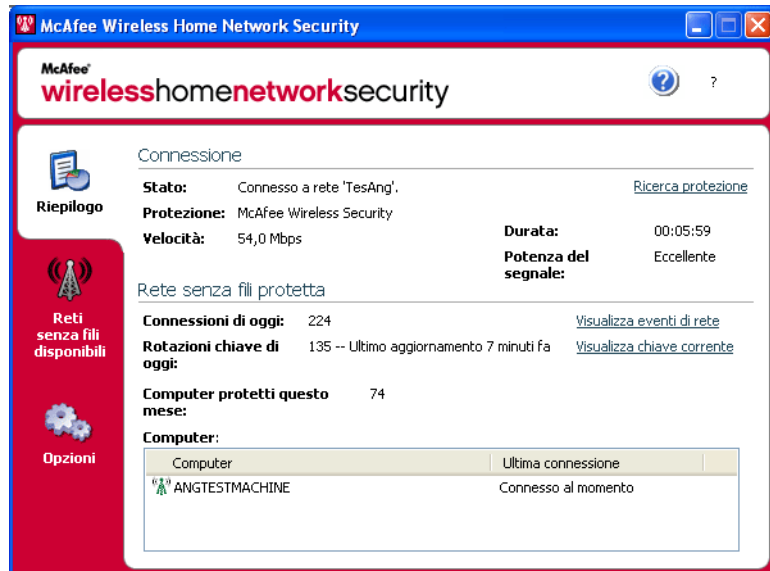 McAfee Wireless Home Network Security
McAfee
wirelesshomenetworksecurity
?
Riepilogo
Reti
senza fili
disponibili
Opzioni
Connessione
Stato: Connesso a rete 'TesAng'. Ricerca protezione
Protezione: McAfee Wireless Security
Velocità: 54,0 Mbps
Durata: 00:05:59
Potenza del Eccellente
segnale:
Rete senza fili protetta
Connessioni di oggi: 224 Visualizza eventi di rete
Rotazioni chiave di 135 -- Ultimo aggiornamento 7 minuti fa Visualizza chiave corrente
oggi:
Computer protetti questo 74
mese:
Computer:
Computer Ultima connessione
ANGTESTMACHINE Connesso al momento